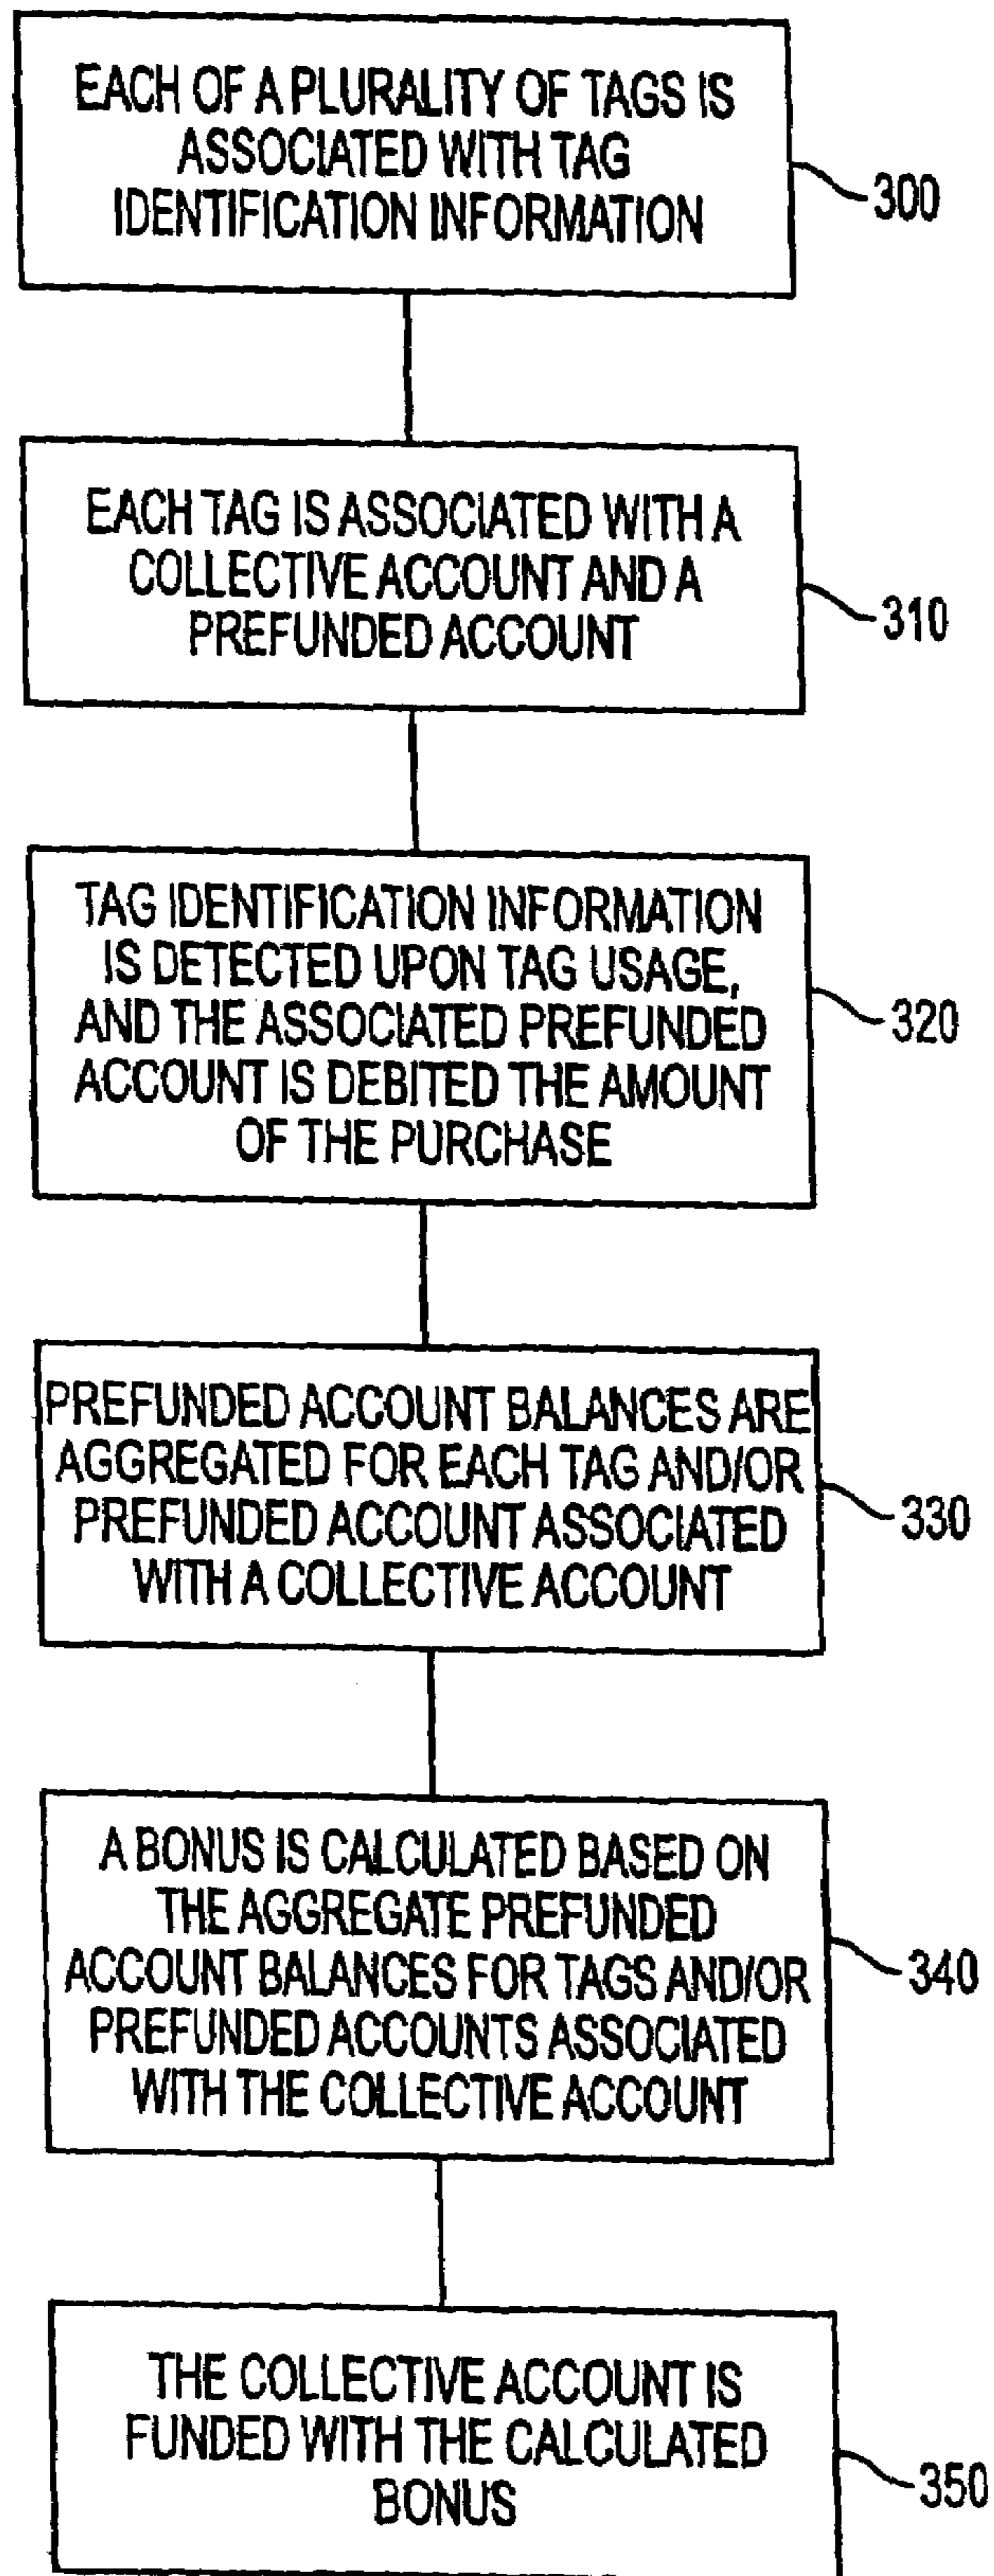 EACH OF A PLURALITY OF TAGS IS
ASSOCIATED WITH TAG
IDENTIFICATION INFORMATION
300
EACH TAG IS ASSOCIATED WITH A
COLLECTIVE ACCOUNT AND A
PREFUNDED ACCOUNT
310
TAG IDENTIFICATION INFORMATION
IS DETECTED UPON TAG USAGE,
AND THE ASSOCIATED PREFUNDED
ACCOUNT IS DEBITED THE AMOUNT
OF THE PURCHASE
320
PREFUNDED ACCOUNT BALANCES ARE
AGGREGATED FOR EACH TAG AND/OR
PREFUNDED ACCOUNT ASSOCIATED
WITH A COLLECTIVE ACCOUNT
330
A BONUS IS CALCULATED BASED ON
THE AGGREGATE PREFUNDED
ACCOUNT BALANCES FOR TAGS AND/OR
PREFUNDED ACCOUNTS ASSOCIATED
WITH THE COLLECTIVE ACCOUNT
340
THE COLLECTIVE ACCOUNT IS
FUNDED WITH THE CALCULATED
BONUS
350